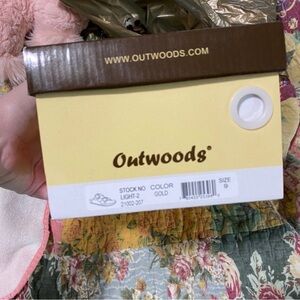 WWW.OUTWOODS.COM
Outwoods®
STOCK NO COLOR SIZE
LIGHT-2 GOLD 9
21002-207